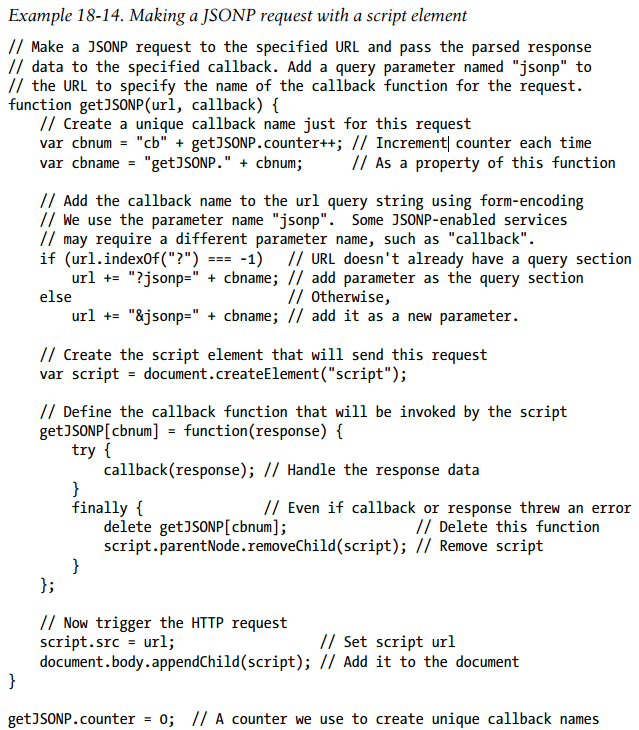 Example 18-14. Making a JSONP request with a script element
// Make a JSONP request to the specified URL and pass the parsed response
// data to the specified callback. Add a query parameter named "jsonp" to
// the URL to specify the name of the callback function for the request.
function getJSONP(url, callback) {
    // Create a unique callback name just for this request
    var cbnum = "cb" + getJSONP.counter++; // Increment counter each time
    var cbname = "getJSONP." + cbnum;      // As a property of this function

    // Add the callback name to the url query string using form-encoding
    // We use the parameter name "jsonp".  Some JSONP-enabled services
    // may require a different parameter name, such as "callback".
    if (url.indexOf("?") === -1)   // URL doesn't already have a query section
        url += "?jsonp=" + cbname; // add parameter as the query section
    else                           // Otherwise,
        url += "&jsonp=" + cbname; // add it as a new parameter.

    // Create the script element that will send this request
    var script = document.createElement("script");

    // Define the callback function that will be invoked by the script
    getJSONP[cbnum] = function(response) {
        try {
            callback(response); // Handle the response data
        }
        finally {               // Even if callback or response threw an error
            delete getJSONP[cbnum];                // Delete this function
            script.parentNode.removeChild(script); // Remove script
        }
    };

    // Now trigger the HTTP request
    script.src = url;                  // Set script url
    document.body.appendChild(script); // Add it to the document
}

getJSONP.counter = 0;  // A counter we use to create unique callback names